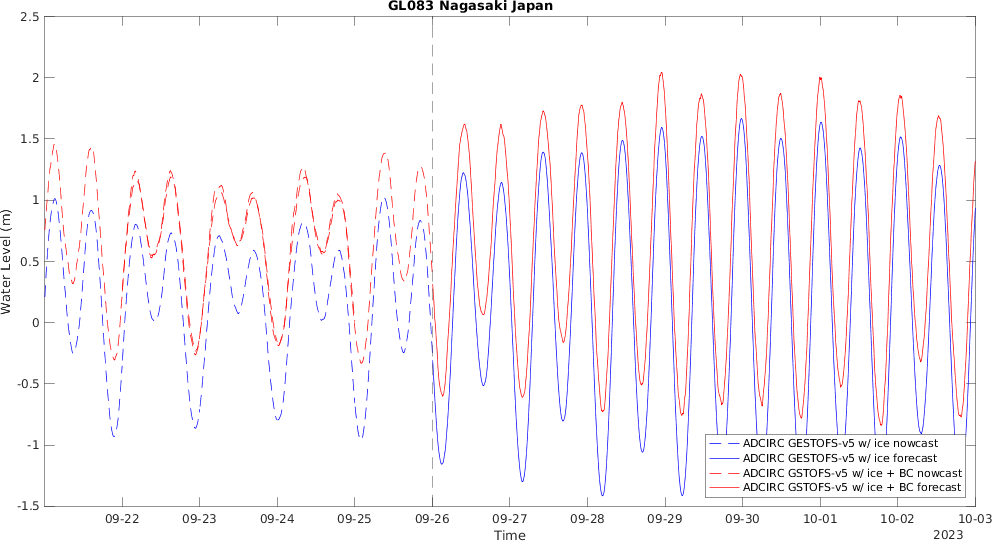 GL083 Nagasaki Japan
Water Level (m)
2.5
2
1.5
1
0.5
0
-0.5
-1
-1.5
ADCIRC GESTOFS-v5 w/ ice nowcast
ADCIRC GESTOFS-v5 w/ ice forecast
ADCIRC GSTOFS-v5 w/ ice + BC nowcast
ADCIRC GSTOFS-v5 w/ ice + BC forecast
09-22 09-23 09-24 09-25 09-26 09-27 09-28 09-29 09-30 10-01 10-02 10-03
Time
2023